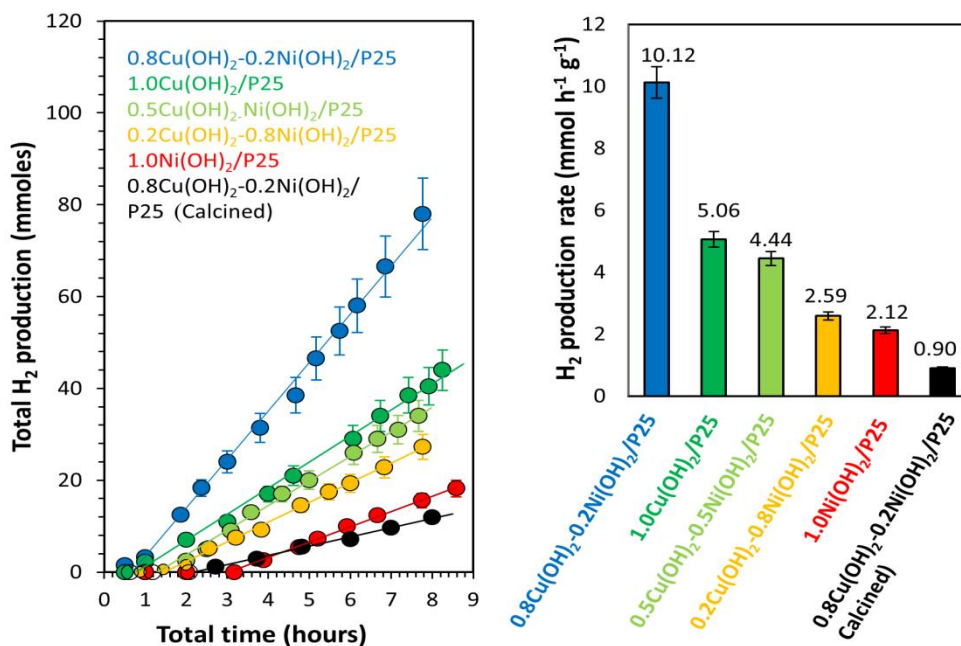 Total H₂ production (mmoles)
120
100
80
60
40
20
0
0.8Cu(OH)₂-0.2Ni(OH)₂/P25
1.0Cu(OH)₂/P25
0.5Cu(OH)₂-Ni(OH)₂/P25
0.2Cu(OH)₂-0.8Ni(OH)₂/P25
1.0Ni(OH)₂/P25
0.8Cu(OH)₂-0.2Ni(OH)₂/
P25 (Calcined)
0 1 2 3 4 5 6 7 8 9
Total time (hours)
H₂ production rate (mmol h⁻¹ g⁻¹)
12
10
8
6
4
2
0
10.12
5.06
4.44
2.59
2.12
0.90
0.8Cu(OH)₂-0.2Ni(OH)₂/P25
1.0Cu(OH)₂/P25
0.5Cu(OH)₂-0.5Ni(OH)₂/P25
0.2Cu(OH)₂-0.8Ni(OH)₂/P25
1.0Ni(OH)₂/P25
0.8Cu(OH)₂-0.2Ni(OH)₂/P25
Calcined)